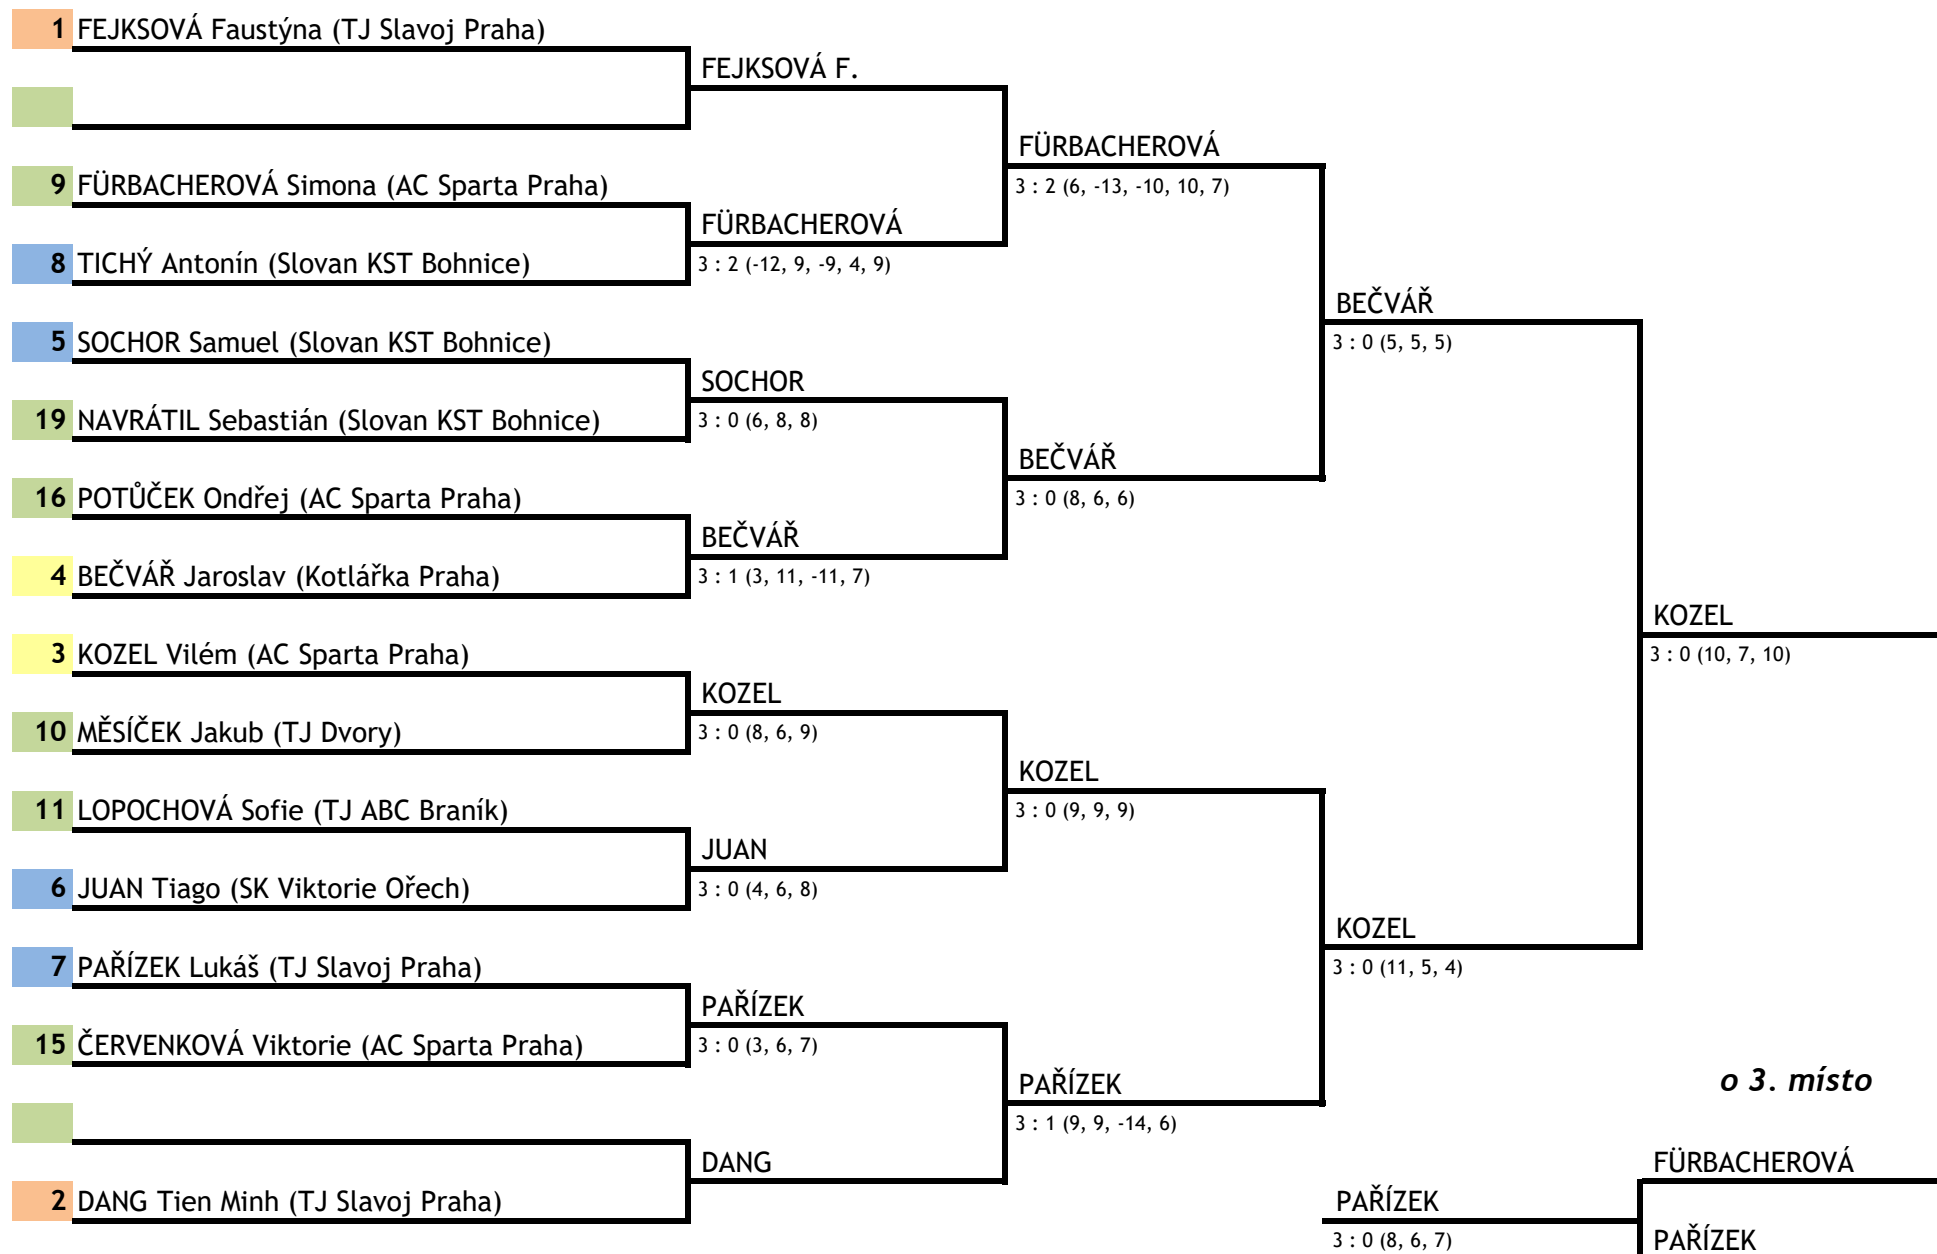 1 FEJKSOVÁ Faustýna (TJ Slavoj Praha)
FEJKSOVÁ F.
FÜRBACHEROVÁ
3 : 2 (6, -13, -10, 10, 7)
9 FÜRBACHEROVÁ Simona (AC Sparta Praha)
FÜRBACHEROVÁ
3 : 2 (-12, 9, -9, 4, 9)
8 TICHÝ Antonín (Slovan KST Bohnice)
BEČVÁŘ
3 : 0 (5, 5, 5)
5 SOCHOR Samuel (Slovan KST Bohnice)
SOCHOR
3 : 0 (6, 8, 8)
19 NAVRÁTIL Sebastián (Slovan KST Bohnice)
BEČVÁŘ
3 : 0 (8, 6, 6)
16 POTŮČEK Ondřej (AC Sparta Praha)
BEČVÁŘ
3 : 1 (3, 11, -11, 7)
4 BEČVÁŘ Jaroslav (Kotlářka Praha)
KOZEL
3 : 0 (10, 7, 10)
3 KOZEL Vilém (AC Sparta Praha)
KOZEL
3 : 0 (8, 6, 9)
10 MĚSÍČEK Jakub (TJ Dvory)
KOZEL
3 : 0 (9, 9, 9)
11 LOPOCHOVÁ Sofie (TJ ABC Braník)
JUAN
3 : 0 (4, 6, 8)
6 JUAN Tiago (SK Viktorie Ořech)
KOZEL
3 : 0 (11, 5, 4)
7 PAŘÍZEK Lukáš (TJ Slavoj Praha)
PAŘÍZEK
3 : 0 (3, 6, 7)
15 ČERVENKOVÁ Viktorie (AC Sparta Praha)
PAŘÍZEK
3 : 1 (9, 9, -14, 6)
o 3. místo
DANG
2 DANG Tien Minh (TJ Slavoj Praha)
FÜRBACHEROVÁ
PAŘÍZEK
3 : 0 (8, 6, 7)
PAŘÍZEK